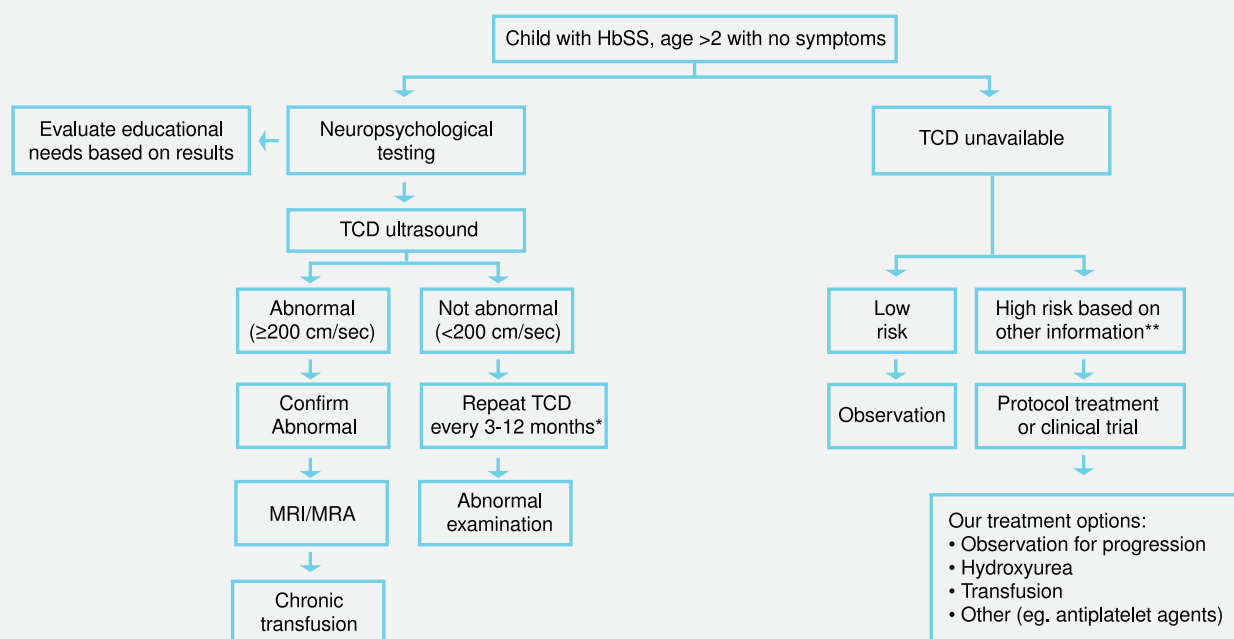 Child with HbSS, age >2 with no symptoms
Evaluate educational
needs based on results
Neuropsychological
testing
TCD unavailable
TCD ultrasound
Abnormal
(≥200 cm/sec)
Not abnormal
(<200 cm/sec)
Low
risk
High risk based on
other information**
Confirm
Abnormal
Repeat TCD
every 3-12 months*
Observation
Protocol treatment
or clinical trial
MRI/MRA
Abnormal
examination
Our treatment options:
• Observation for progression
• Hydroxyurea
• Transfusion
• Other (eg. antiplatelet agents)
Chronic
transfusion